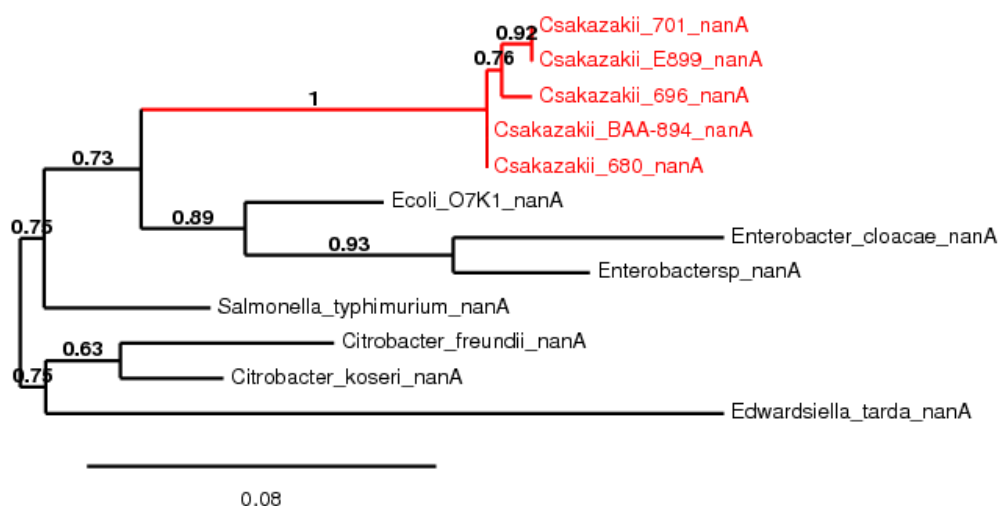 Csakazakii_701_nanA
0.92
Csakazakii_E899_nanA
0.76
Csakazakii_696_nanA
1
Csakazakii_BAA-894_nanA
0.73
Csakazakii_680_nanA
Ecoli_O7K1_nanA
0.89
0.75
Enterobacter_cloacae_nanA
0.93
Enterobactersp_nanA
Salmonella_typhimurium_nanA
Citrobacter_freundii_nanA
0.63
0.75
Citrobacter_koseri_nanA
Edwardsiella_tarda_nanA
0.08